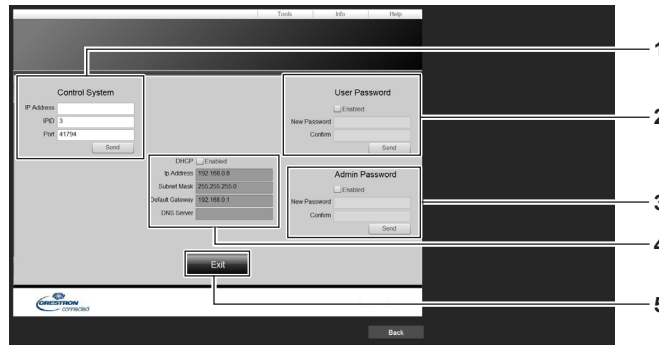 Tools Info Help
1
Control System
IP Address
IPID 3
Port 41794
Send
User Password
Enabled
New Password
Confirm
Send
2
DHCP Enabled
Ip Address 192.168.0.8
Subnet Mask 255.255.255.0
Default Gateway 192.168.0.1
DNS Server
Admin Password
Enabled
New Password
Confirm
Send
3
4
Exit
5
CRESTRON
connected
Back